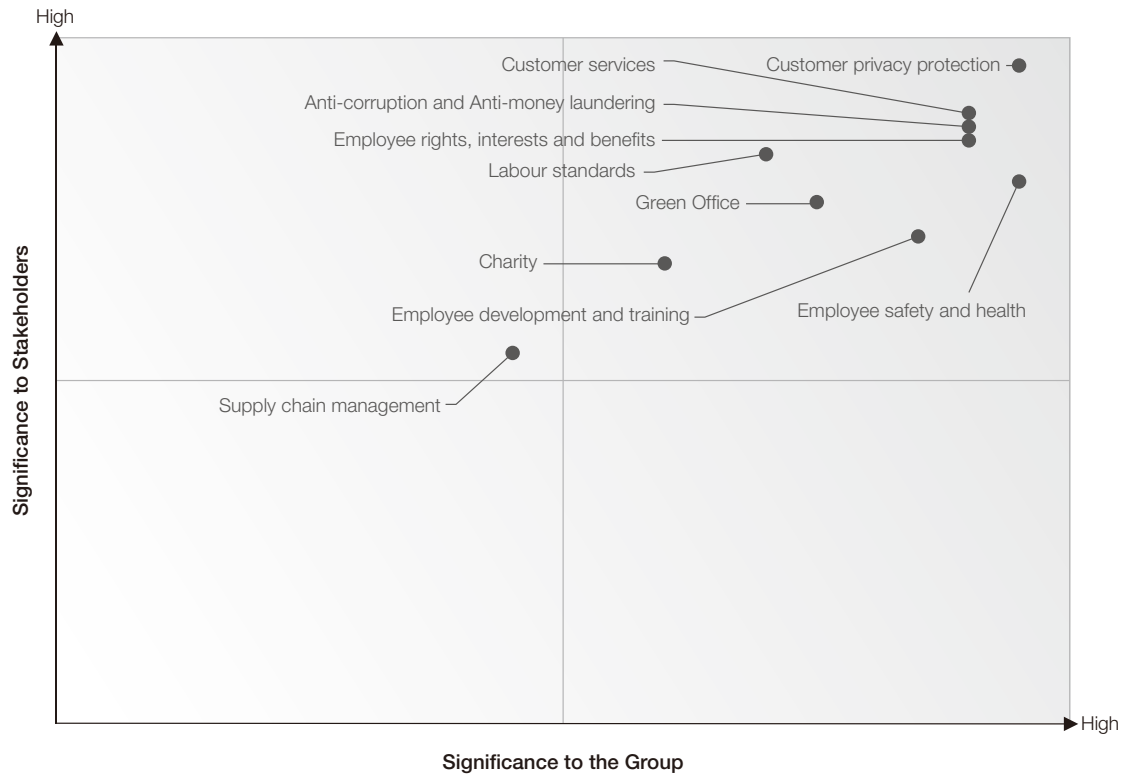 High
Customer services
Customer privacy protection
Anti-corruption and Anti-money laundering
Employee rights, interests and benefits
Labour standards
Green Office
Charity
Employee development and training
Employee safety and health
Supply chain management
Significance to Stakeholders
High
Significance to the Group